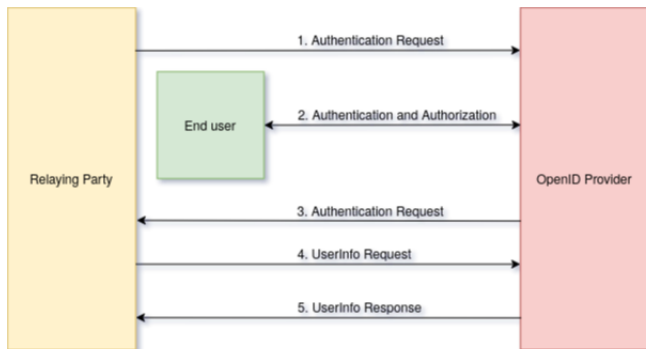 1. Authentication Request
End user
2. Authentication and Authorization
Relaying Party
OpenID Provider
3. Authentication Request
4. UserInfo Request
5. UserInfo Response